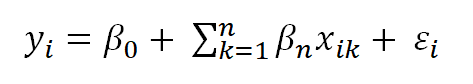 yᵢ = β₀ + ∑ₖ₌₁ⁿ βₙxᵢₖ + εᵢ